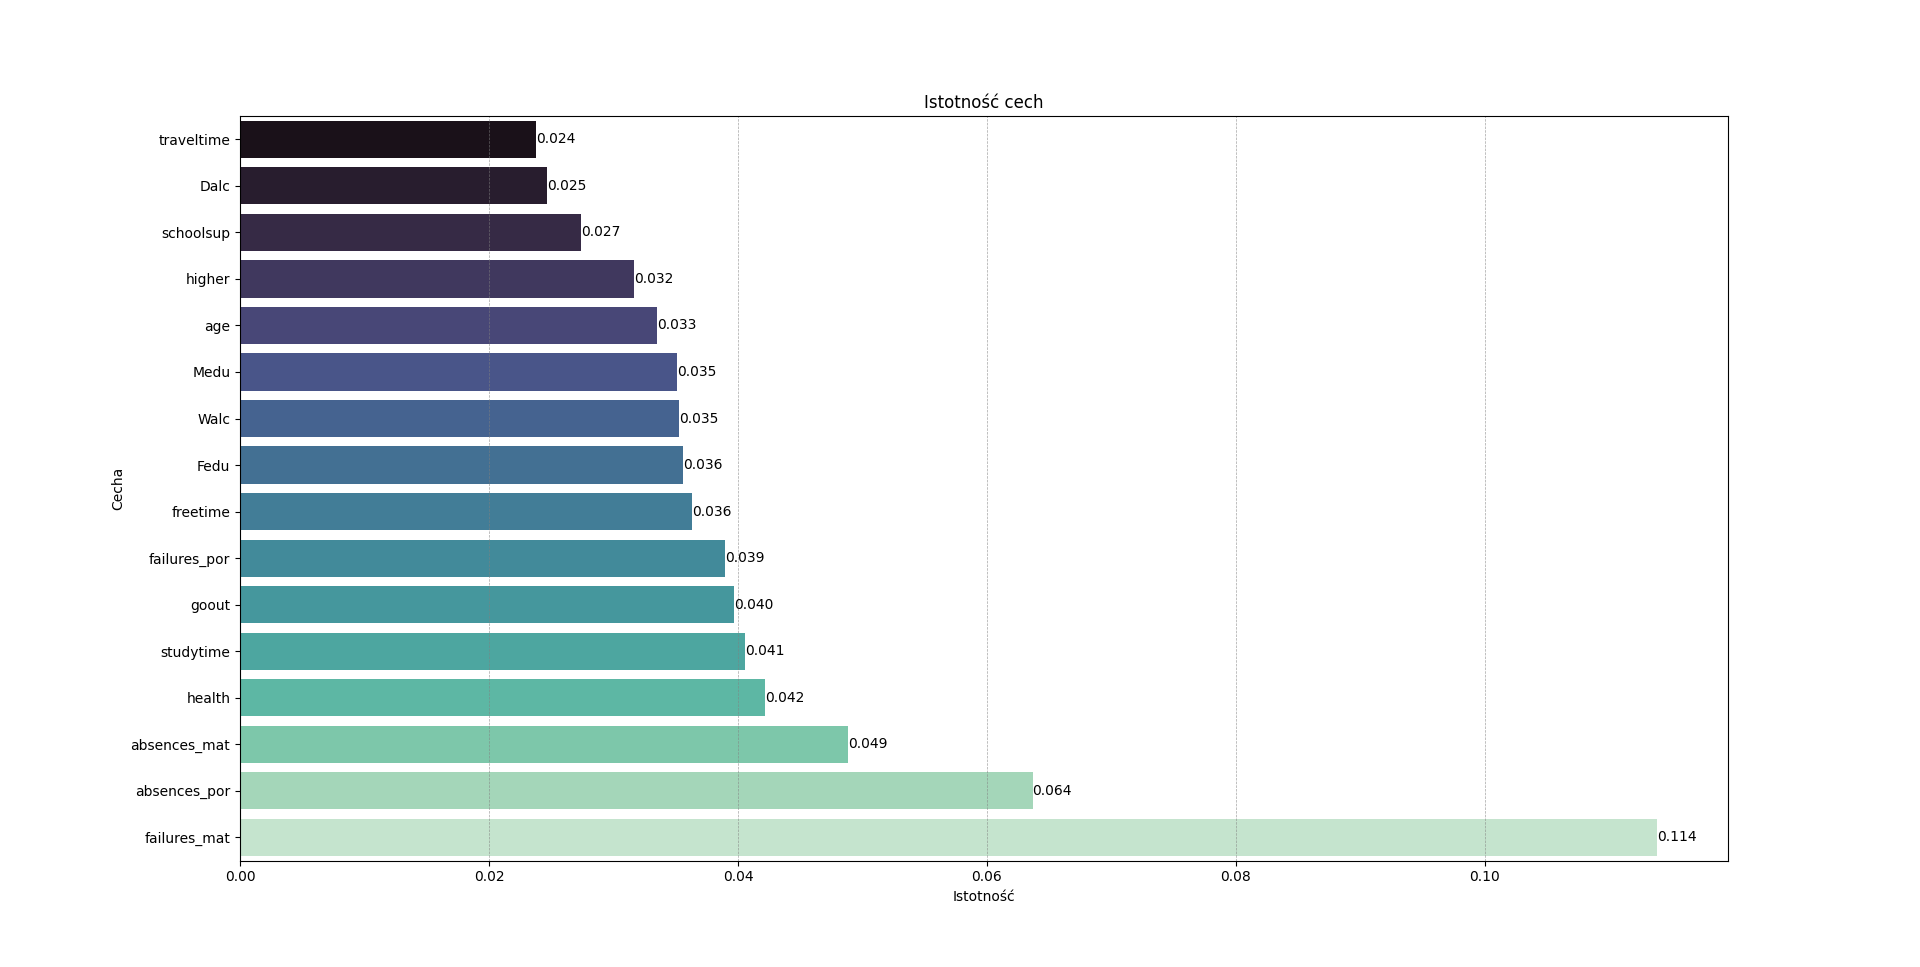 Istotność cech
Cecha
traveltime 0.024
Dalc 0.025
schoolsup 0.027
higher 0.032
age 0.033
Medu 0.035
Walc 0.035
Fedu 0.036
freetime 0.036
failures_por 0.039
goout 0.040
studytime 0.041
health 0.042
absences_mat 0.049
absences_por 0.064
failures_mat 0.114
0.00 0.02 0.04 0.06 0.08 0.10
Istotność